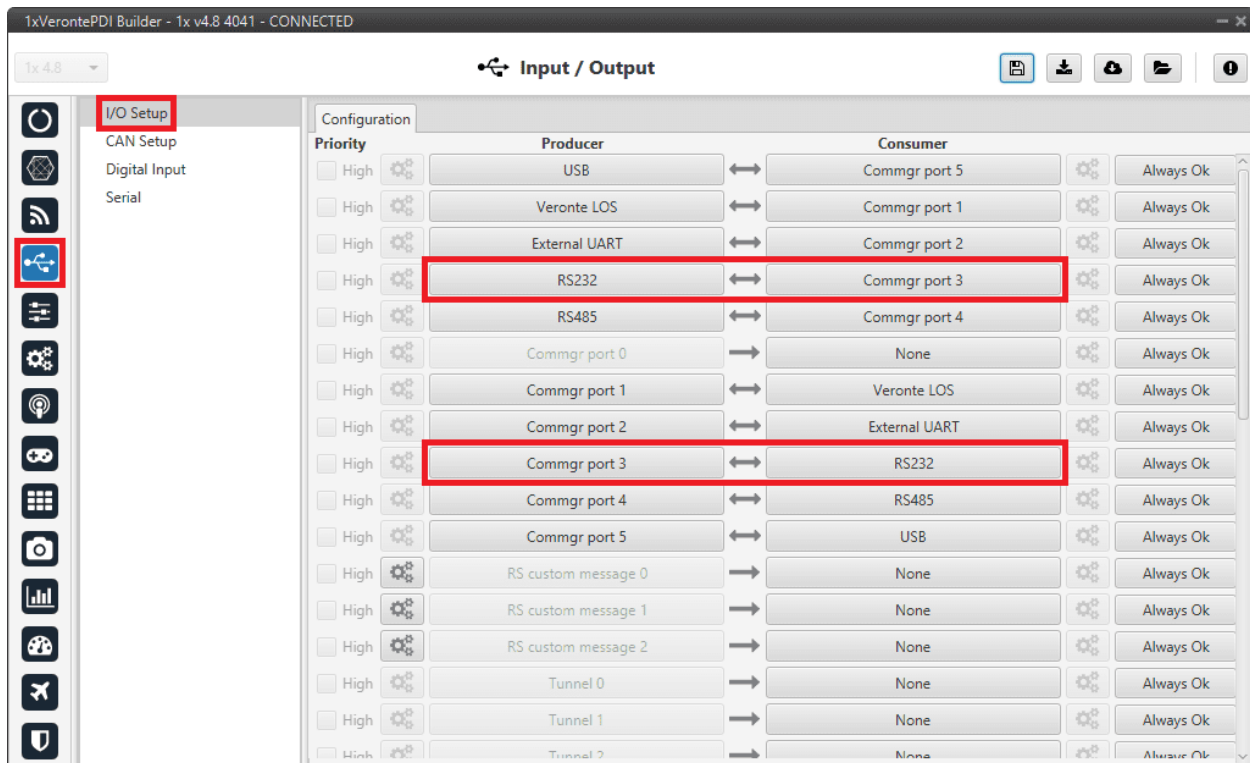 1xVerontePDI Builder - 1x v4.8 4041 - CONNECTED
1x 4.8
Input / Output
I/O Setup
CAN Setup
Digital Input
Serial
Configuration
Priority Producer Consumer
High USB Commgr port 5 Always Ok
High Veronte LOS Commgr port 1 Always Ok
High External UART Commgr port 2 Always Ok
High RS232 Commgr port 3 Always Ok
High RS485 Commgr port 4 Always Ok
High Commgr port 0 None Always Ok
High Commgr port 1 Veronte LOS Always Ok
High Commgr port 2 External UART Always Ok
High Commgr port 3 RS232 Always Ok
High Commgr port 4 RS485 Always Ok
High Commgr port 5 USB Always Ok
High RS custom message 0 None Always Ok
High RS custom message 1 None Always Ok
High RS custom message 2 None Always Ok
High Tunnel 0 None Always Ok
High Tunnel 1 None Always Ok
High Tunnel 2 None Always Ok